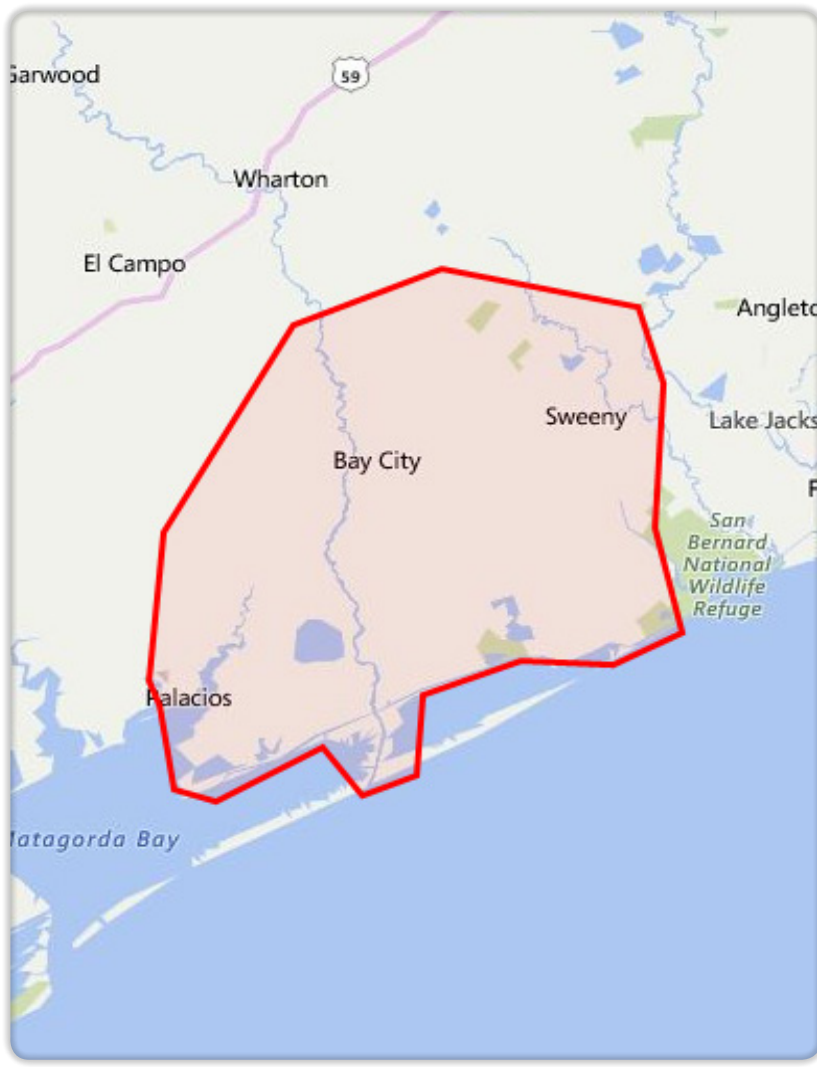 Garwood
59
Wharton
El Campo
Angleto
Sweeny
Lake Jacks
Bay City
F
San
Bernard
National
Wildlife
Refuge
Palacios
Matagorda Bay